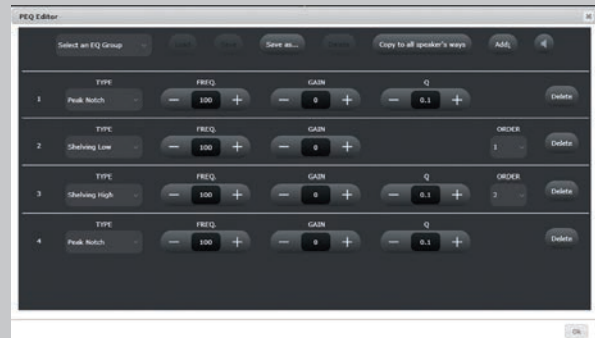 PEQ Editor
Select an EQ Group Save as... Copy to all speaker's ways Add
TYPE FREQ. GAIN Q
1 Peak Notch 100 0 0.1 Delete
TYPE FREQ. GAIN ORDER
2 Shelving Low 100 0 1 Delete
TYPE FREQ. GAIN Q ORDER
3 Shelving High 100 0 0.1 2 Delete
TYPE FREQ. GAIN Q
4 Peak Notch 100 0 0.1 Delete
Ok